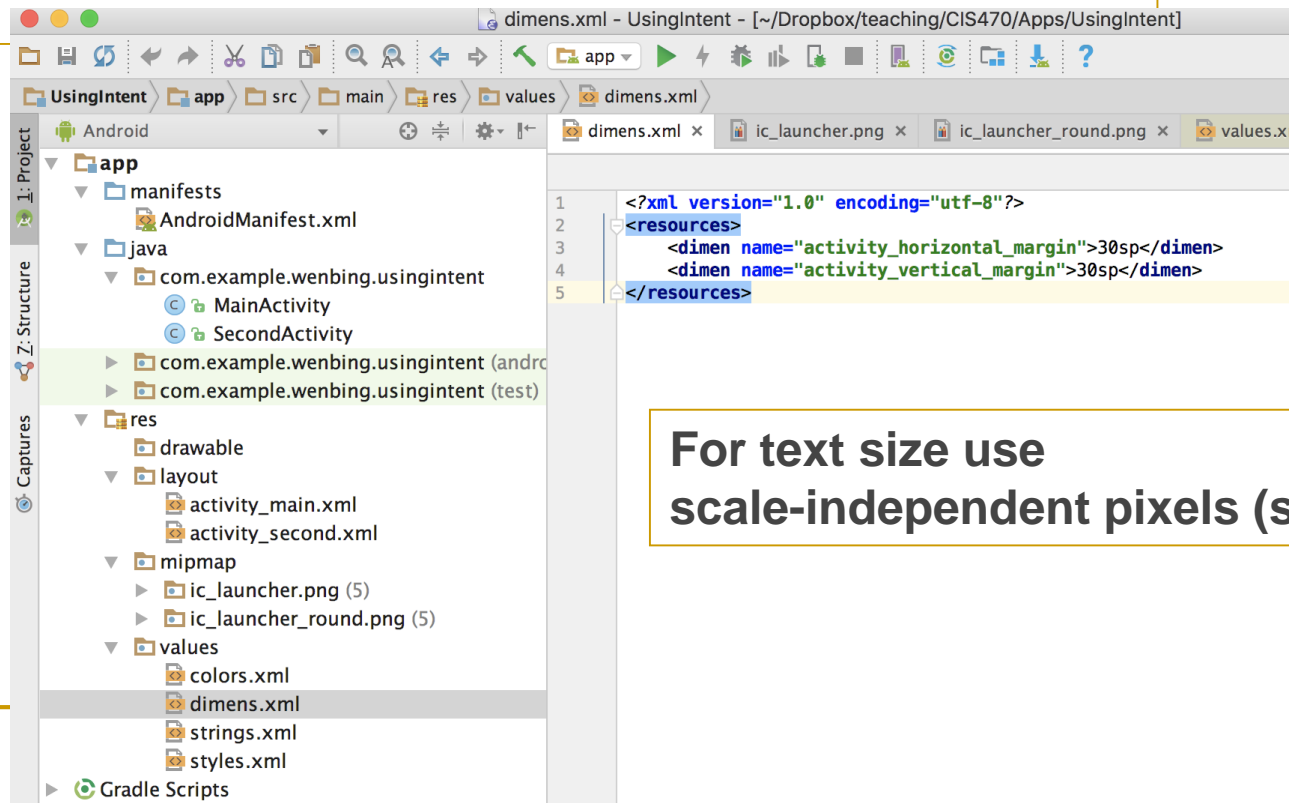 dimens.xml - UsingIntent - [~/Dropbox/teaching/CIS470/Apps/UsingIntent]
app
?
UsingIntent app src main res values dimens.xml
Android
dimens.xml × ic_launcher.png × ic_launcher_round.png × values.x
1: Project
Z: Structure
Captures
app
manifests
AndroidManifest.xml
java
com.example.wenbing.usingintent
C MainActivity
C SecondActivity
com.example.wenbing.usingintent (andro
com.example.wenbing.usingintent (test)
res
drawable
layout
activity_main.xml
activity_second.xml
mipmap
ic_launcher.png (5)
ic_launcher_round.png (5)
values
colors.xml
dimens.xml
strings.xml
styles.xml
Gradle Scripts
1 <?xml version="1.0" encoding="utf-8"?>
2 <resources>
3 <dimen name="activity_horizontal_margin">30sp</dimen>
4 <dimen name="activity_vertical_margin">30sp</dimen>
5 </resources>
For text size use
scale-independent pixels (s